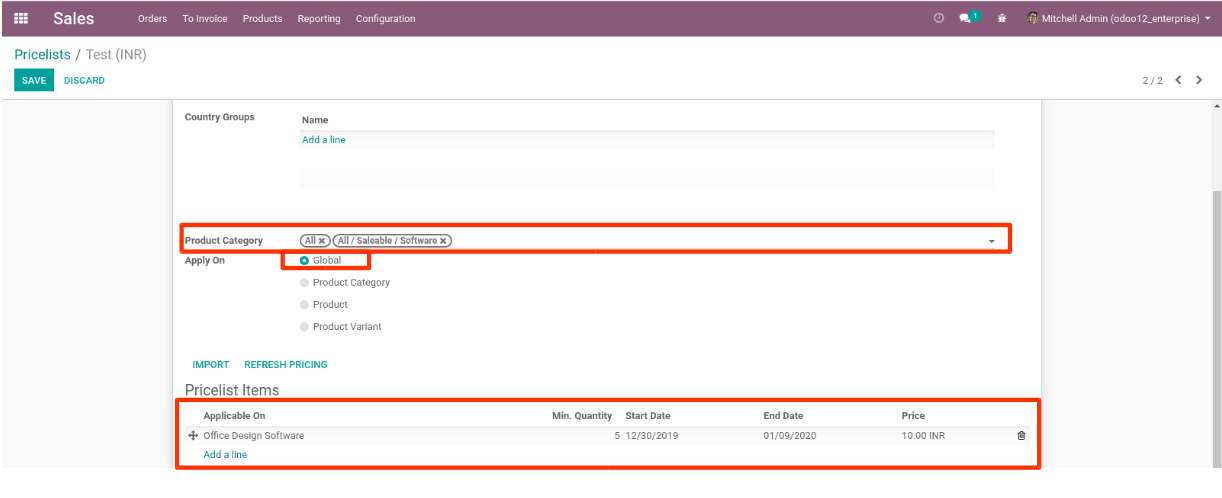 Sales Orders To Invoice Products Reporting Configuration 1 Mitchell Admin (odoo12_enterprise)
Pricelists / Test (INR)
SAVE DISCARD 2 / 2
Country Groups Name
Add a line
Product Category All × All / Saleable / Software ×
Apply On Global
Product Category
Product
Product Variant
IMPORT REFRESH PRICING
Pricelist Items
Applicable On Min. Quantity Start Date End Date Price
Office Design Software 5 12/30/2019 01/09/2020 10.00 INR
Add a line